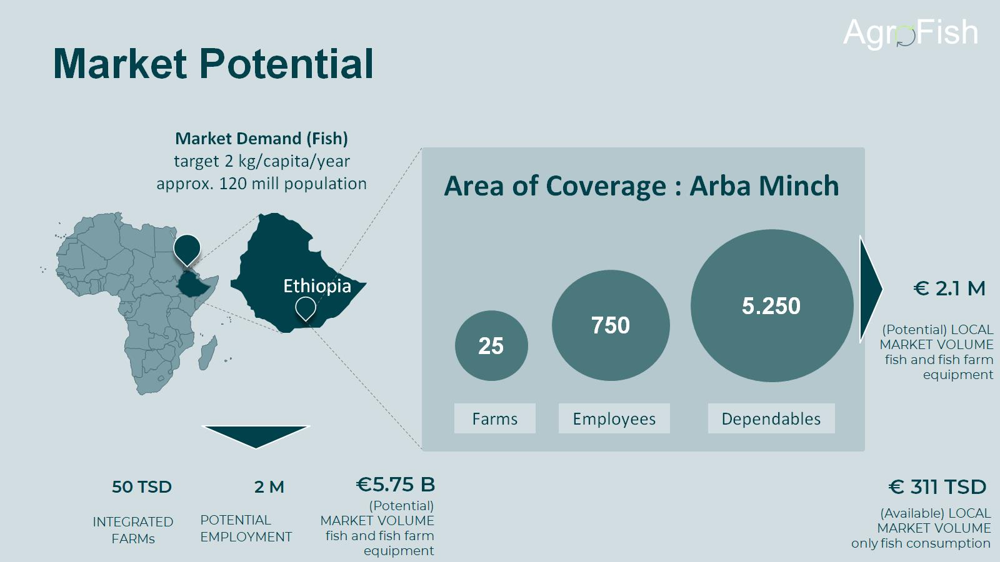 AgroFish
Market Potential
Market Demand (Fish)
target 2 kg/capita/year
approx. 120 mill population
Ethiopia
Area of Coverage : Arba Minch
25
750
5.250
Farms
Employees
Dependables
€ 2.1 M
(Potential) LOCAL
MARKET VOLUME
fish and fish farm
equipment
50 TSD
INTEGRATED
FARMs
2 M
POTENTIAL
EMPLOYMENT
€5.75 B
(Potential)
MARKET VOLUME
fish and fish farm
equipment
€ 311 TSD
(Available) LOCAL
MARKET VOLUME
only fish consumption